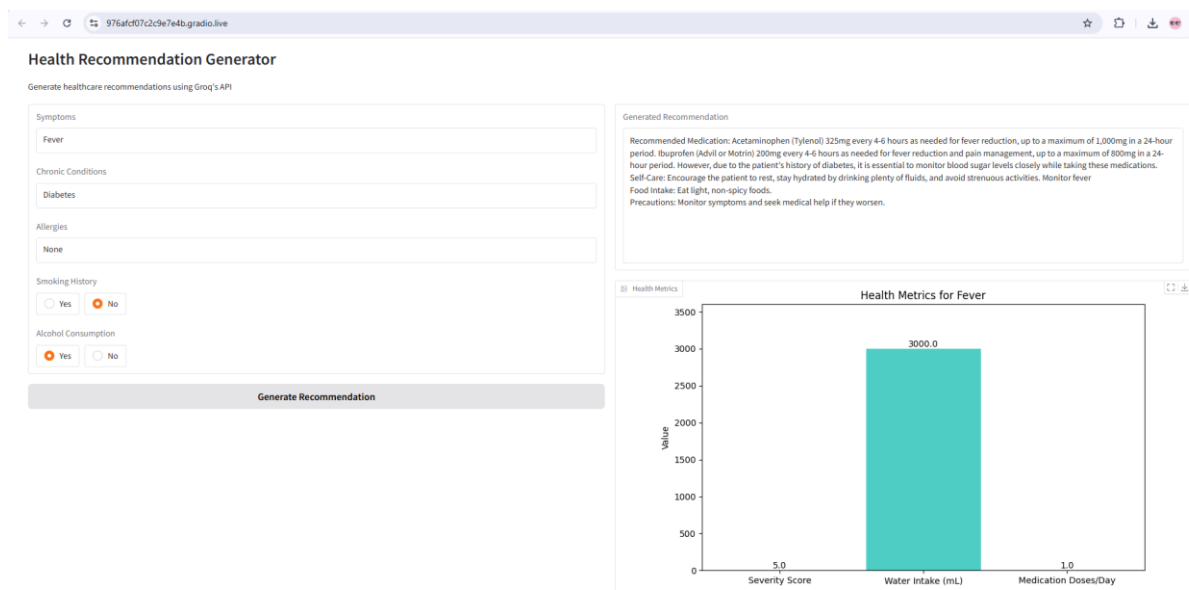 976afcf07c2c9e7e4b.gradio.live
Health Recommendation Generator
Generate healthcare recommendations using Groq's API
Symptoms
Fever
Chronic Conditions
Diabetes
Allergies
None
Smoking History
Yes No
Alcohol Consumption
Yes No
Generate Recommendation
Generated Recommendation
Recommended Medication: Acetaminophen (Tylenol) 325mg every 4-6 hours as needed for fever reduction, up to a maximum of 1,000mg in a 24-hour
period. Ibuprofen (Advil or Motrin) 200mg every 4-6 hours as needed for fever reduction and pain management, up to a maximum of 800mg in a 24-
hour period. However, due to the patient's history of diabetes, it is essential to monitor blood sugar levels closely while taking these medications.
Self-Care: Encourage the patient to rest, stay hydrated by drinking plenty of fluids, and avoid strenuous activities. Monitor fever
Food Intake: Eat light, non-spicy foods.
Precautions: Monitor symptoms and seek medical help if they worsen.
Health Metrics
Health Metrics for Fever
3500
3000
2500
2000
1500
1000
500
0
Value
5.0
3000.0
1.0
Severity Score
Water Intake (mL)
Medication Doses/Day